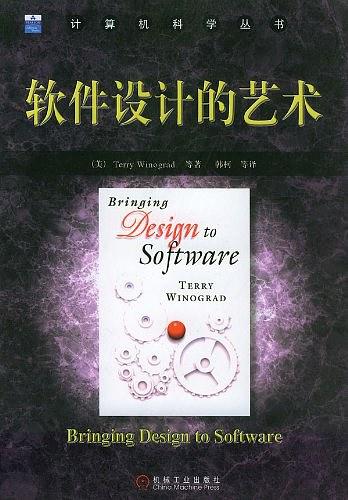 计算机科学丛书
软件设计的艺术
（美） Terry Winograd 等著 韩柯 等译
Bringing
Design to
Software
TERRY
WINOGRAD
Bringing Design to Software
机械工业出版社
China Machine Press